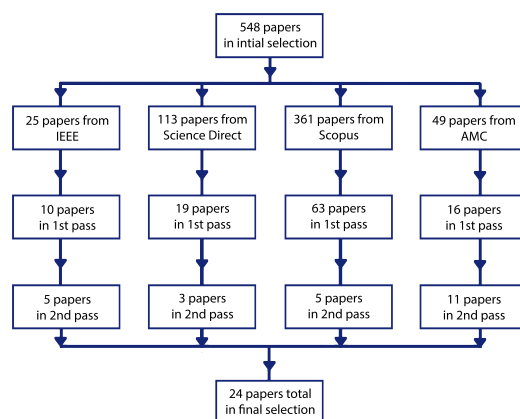 548 papers
in intial selection
25 papers from
IEEE
113 papers from
Science Direct
361 papers from
Scopus
49 papers from
AMC
10 papers
in 1st pass
19 papers
in 1st pass
63 papers
in 1st pass
16 papers
in 1st pass
5 papers
in 2nd pass
3 papers
in 2nd pass
5 papers
in 2nd pass
11 papers
in 2nd pass
24 papers total
in final selection